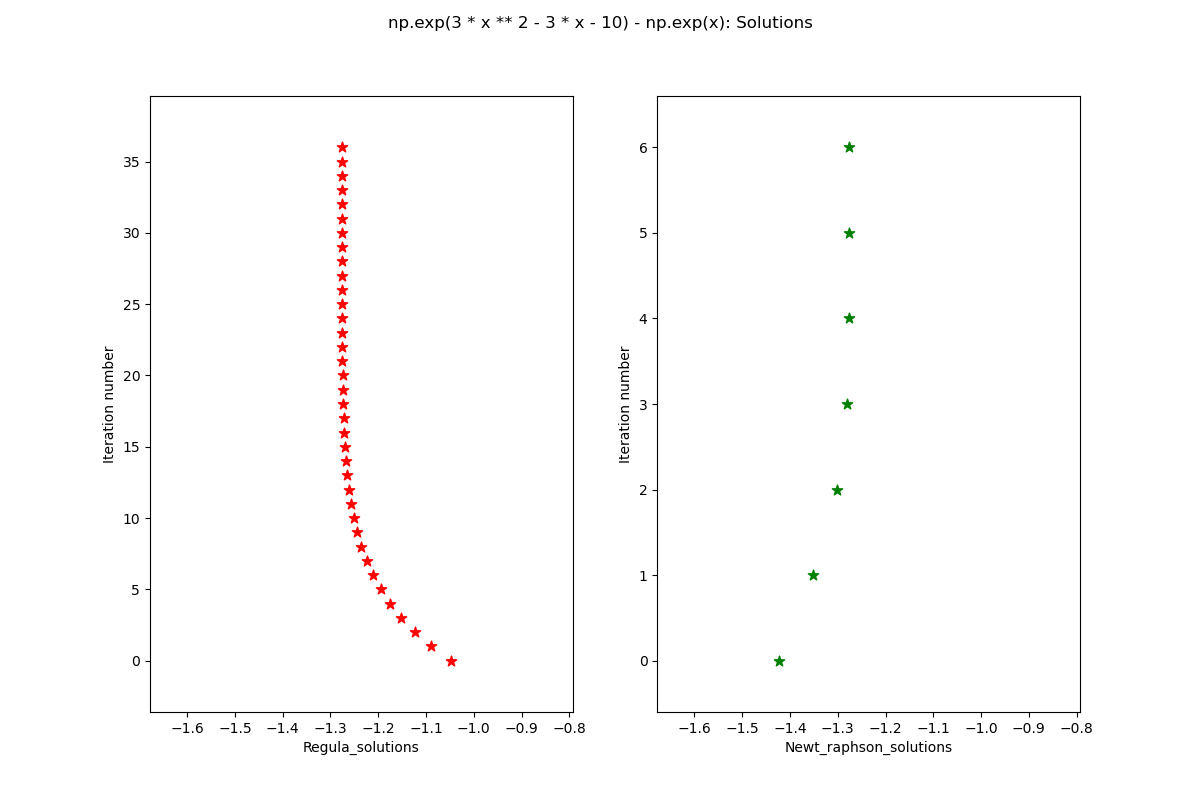 np.exp(3 * x ** 2 - 3 * x - 10) - np.exp(x): Solutions
35
30
25
20
15
10
5
0
Iteration number
−1.6 −1.5 −1.4 −1.3 −1.2 −1.1 −1.0 −0.9 −0.8
Regula_solutions
6
5
4
3
2
1
0
Iteration number
−1.6 −1.5 −1.4 −1.3 −1.2 −1.1 −1.0 −0.9 −0.8
Newt_raphson_solutions